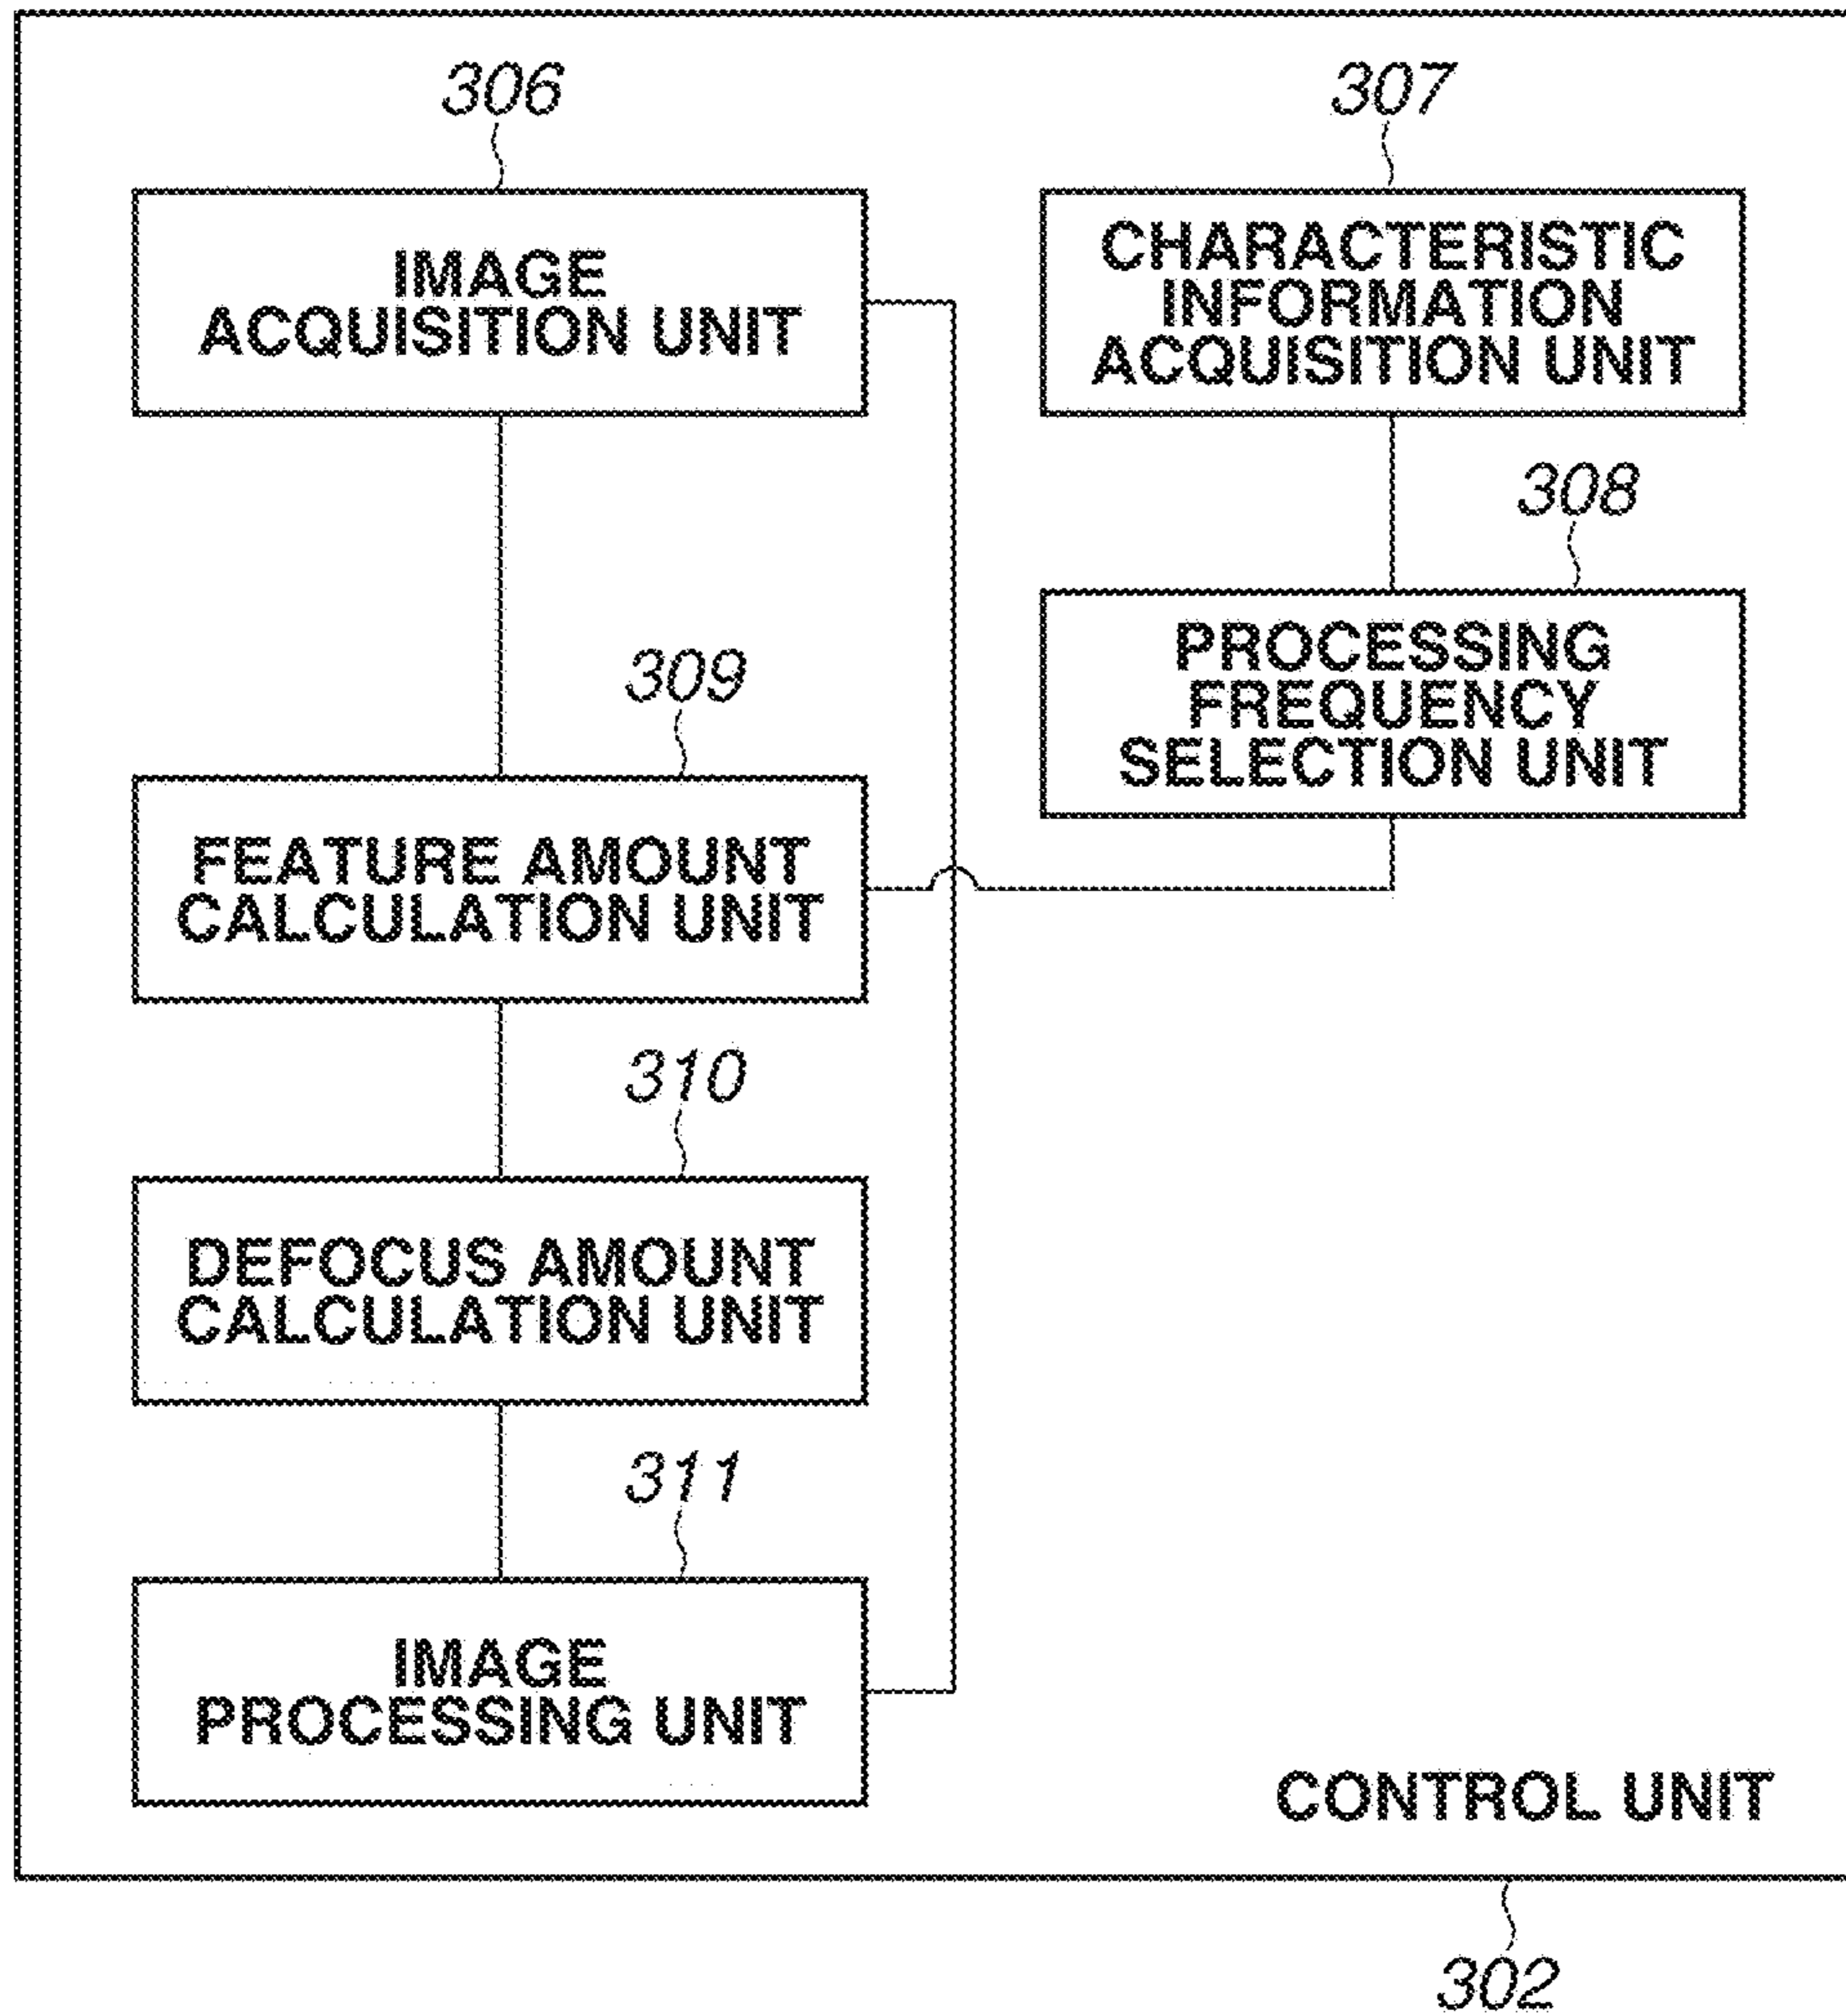 306
IMAGE
ACQUISITION UNIT
307
CHARACTERISTIC
INFORMATION
ACQUISITION UNIT
308
PROCESSING
FREQUENCY
SELECTION UNIT
309
FEATURE AMOUNT
CALCULATION UNIT
310
DEFOCUS AMOUNT
CALCULATION UNIT
311
IMAGE
PROCESSING UNIT
CONTROL UNIT
302